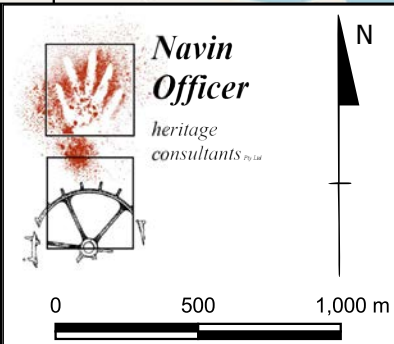 Navin
Officer
heritage
consultants Pty Ltd
N
0 500 1,000 m